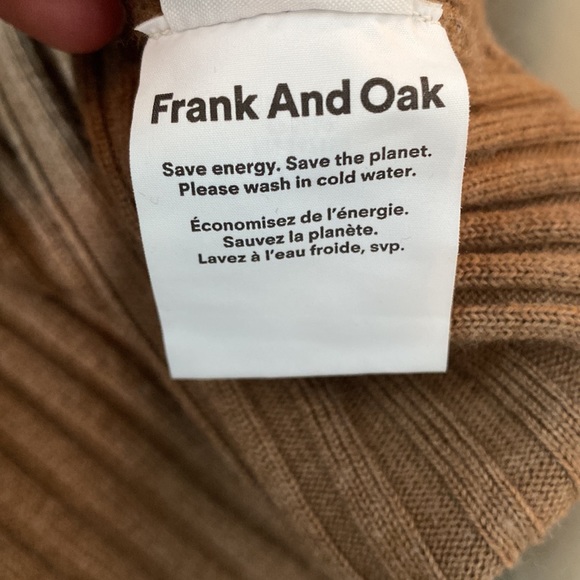 Frank And Oak
Save energy. Save the planet.
Please wash in cold water.
Économisez de l'énergie.
Sauvez la planète.
Lavez à l'eau froide, svp.